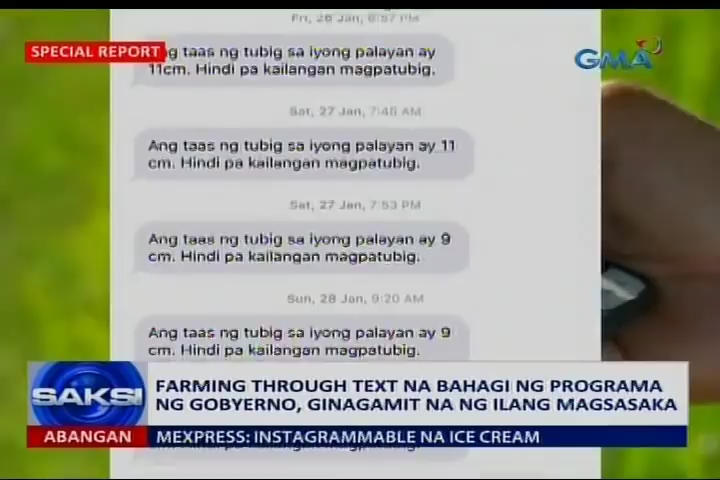 Fri, 26 Jan, 6:57 PM
SPECIAL REPORT
ng taas ng tubig sa iyong palayan ay
11cm. Hindi pa kailangan magpatubig.
GMA
Sat, 27 Jan, 7:46 AM
Ang taas ng tubig sa iyong palayan ay 11
cm. Hindi pa kailangan magpatubig.
Sat, 27 Jan, 7:53 PM
Ang taas ng tubig sa iyong palayan ay 9
cm. Hindi pa kailangan magpatubig.
Sun, 28 Jan, 9:20 AM
Ang taas ng tubig sa iyong palayan ay 9
cm. Hindi pa kailangan magpatubig.
SAKSI
FARMING THROUGH TEXT NA BAHAGI NG PROGRAMA
NG GOBYERNO, GINAGAMIT NA NG ILANG MAGSASAKA
ABANGAN
MEXPRESS: INSTAGRAMMABLE NA ICE CREAM